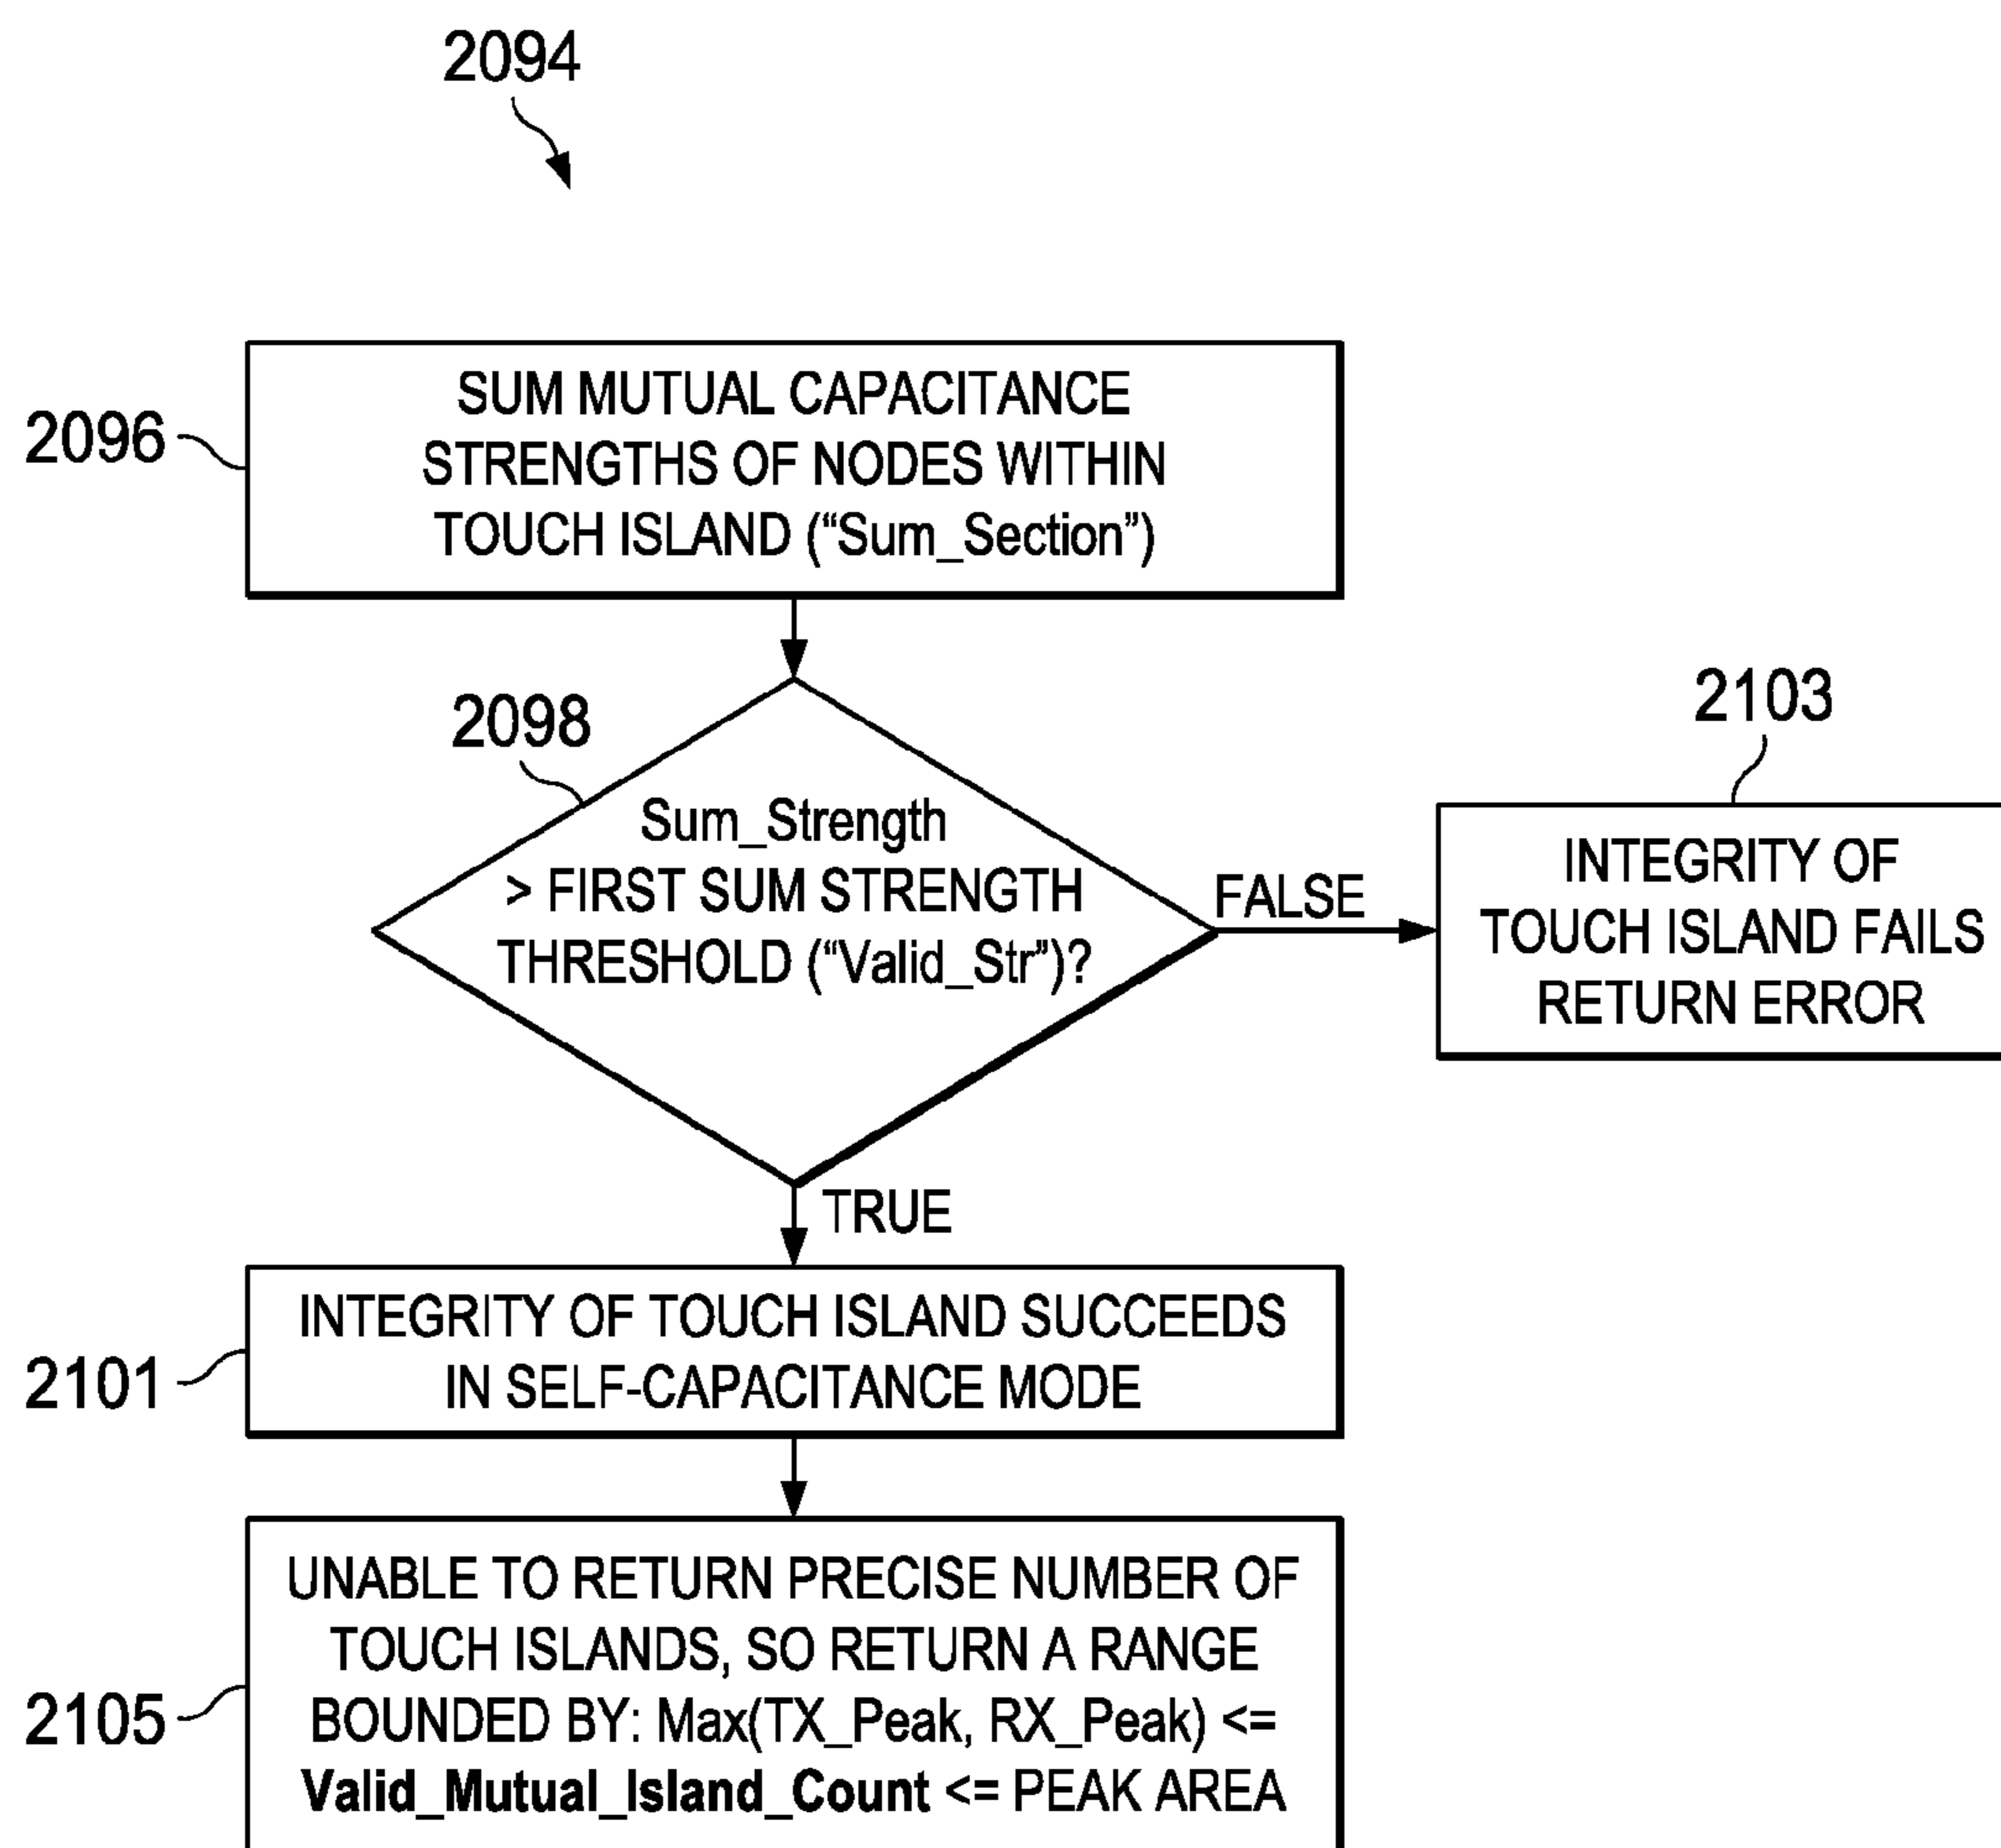 2094
2096
SUM MUTUAL CAPACITANCE
STRENGTHS OF NODES WITHIN
TOUCH ISLAND (“Sum_Section”)
2098
Sum_Strength
> FIRST SUM STRENGTH
THRESHOLD (“Valid_Str”)?
FALSE
2103
INTEGRITY OF
TOUCH ISLAND FAILS
RETURN ERROR
TRUE
2101
INTEGRITY OF TOUCH ISLAND SUCCEEDS
IN SELF-CAPACITANCE MODE
2105
UNABLE TO RETURN PRECISE NUMBER OF
TOUCH ISLANDS, SO RETURN A RANGE
BOUNDED BY: Max(TX_Peak, RX_Peak) <=
Valid_Mutual_Island_Count <= PEAK AREA